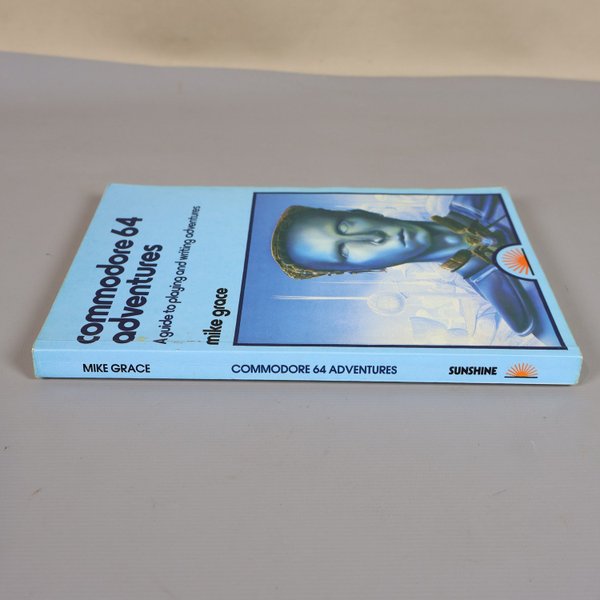 commodore 64
adventures
A guide to playing and writing adventures
mike grace
MIKE GRACE
COMMODORE 64 ADVENTURES
SUNSHINE